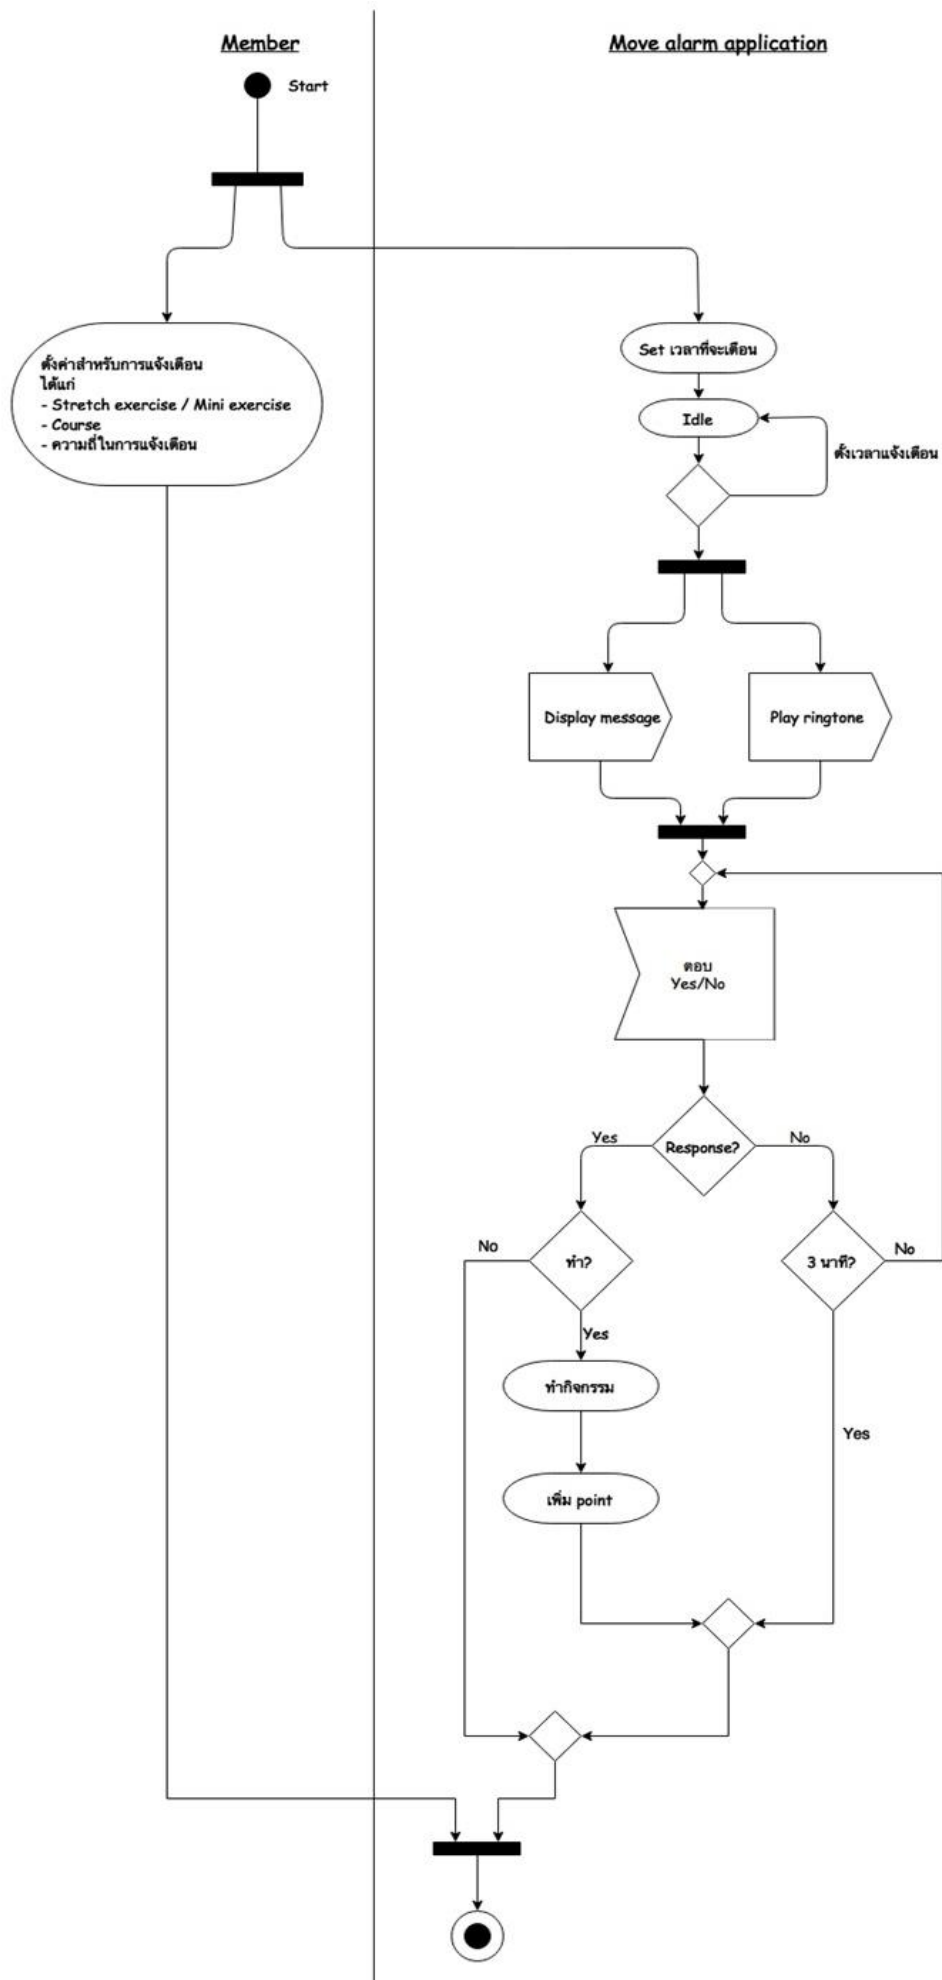 Member
Move alarm application
Start
ตั้งค่าสำหรับการแจ้งเตือน
ได้แก่
- Stretch exercise / Mini exercise
- Course
- ความถี่ในการแจ้งเตือน
Set เวลาที่จะเตือน
Idle
ตั้งเวลาแจ้งเตือน
Display message
Play ringtone
ตอบ
Yes/No
Yes
Response?
No
No
ทำ?
3 นาที?
No
Yes
ทำกิจกรรม
Yes
เพิ่ม point